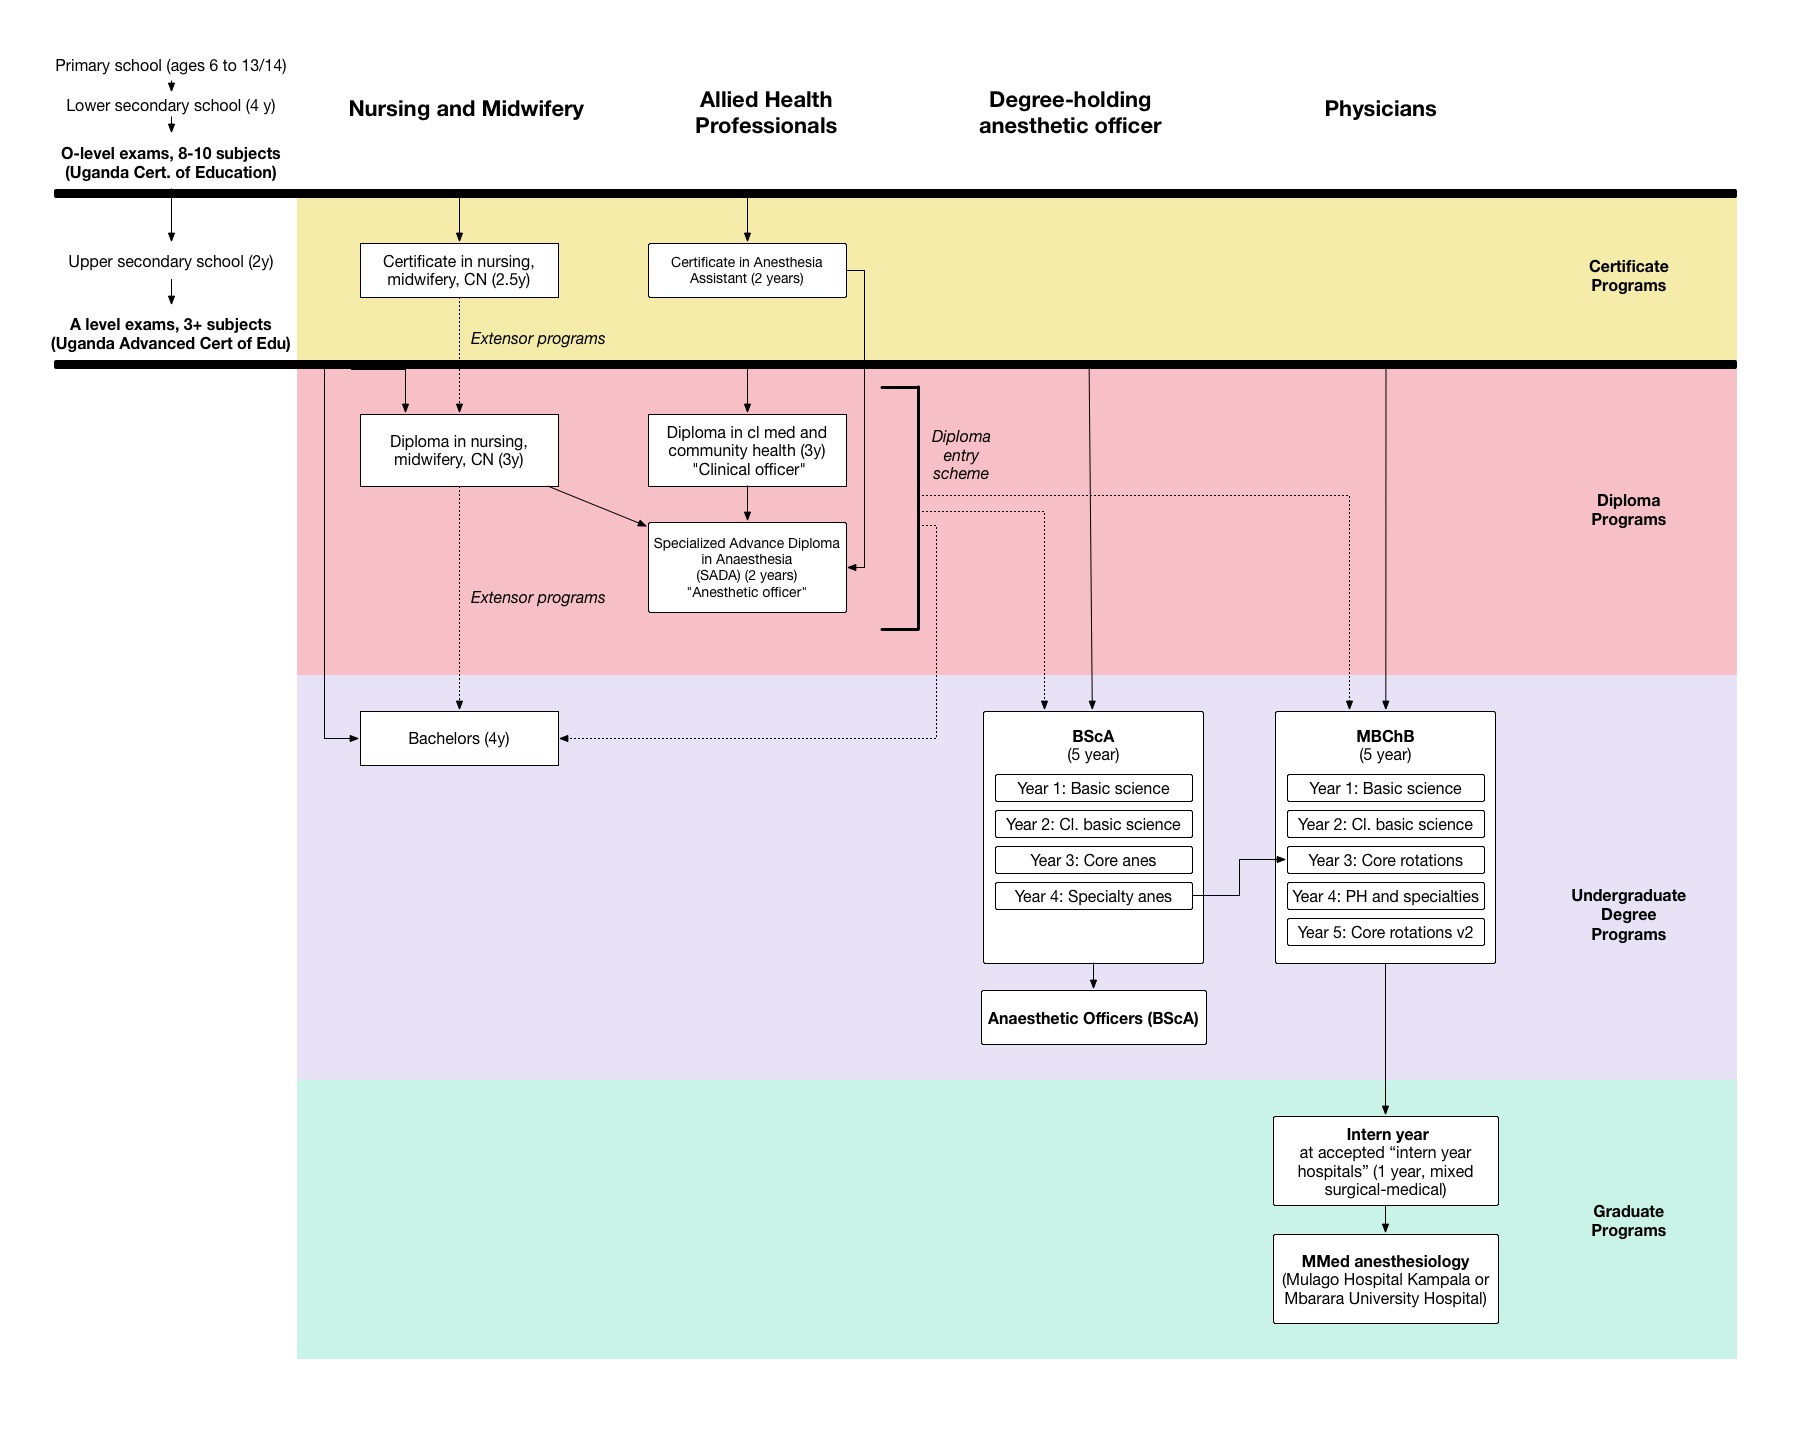 Primary school (ages 6 to 13/14)
Lower secondary school (4 y)
O-level exams, 8-10 subjects
(Uganda Cert. of Education)
Nursing and Midwifery
Allied Health
Professionals
Degree-holding
anesthetic officer
Physicians
Upper secondary school (2y)
A level exams, 3+ subjects
(Uganda Advanced Cert of Edu)
Certificate in nursing,
midwifery, CN (2.5y)
Certificate in Anesthesia
Assistant (2 years)
Certificate
Programs
Extensor programs
Diploma in nursing,
midwifery, CN (3y)
Diploma in cl med and
community health (3y)
"Clinical officer"
Diploma
entry
scheme
Specialized Advance Diploma
in Anaesthesia
(SADA) (2 years)
"Anesthetic officer"
Diploma
Programs
Extensor programs
Bachelors (4y)
BScA
(5 year)
Year 1: Basic science
Year 2: Cl. basic science
Year 3: Core anes
Year 4: Specialty anes
Anaesthetic Officers (BScA)
MBChB
(5 year)
Year 1: Basic science
Year 2: Cl. basic science
Year 3: Core rotations
Year 4: PH and specialties
Year 5: Core rotations v2
Undergraduate
Degree
Programs
Intern year
at accepted “intern year
hospitals” (1 year, mixed
surgical-medical)
MMed anesthesiology
(Mulago Hospital Kampala or
Mbarara University Hospital)
Graduate
Programs